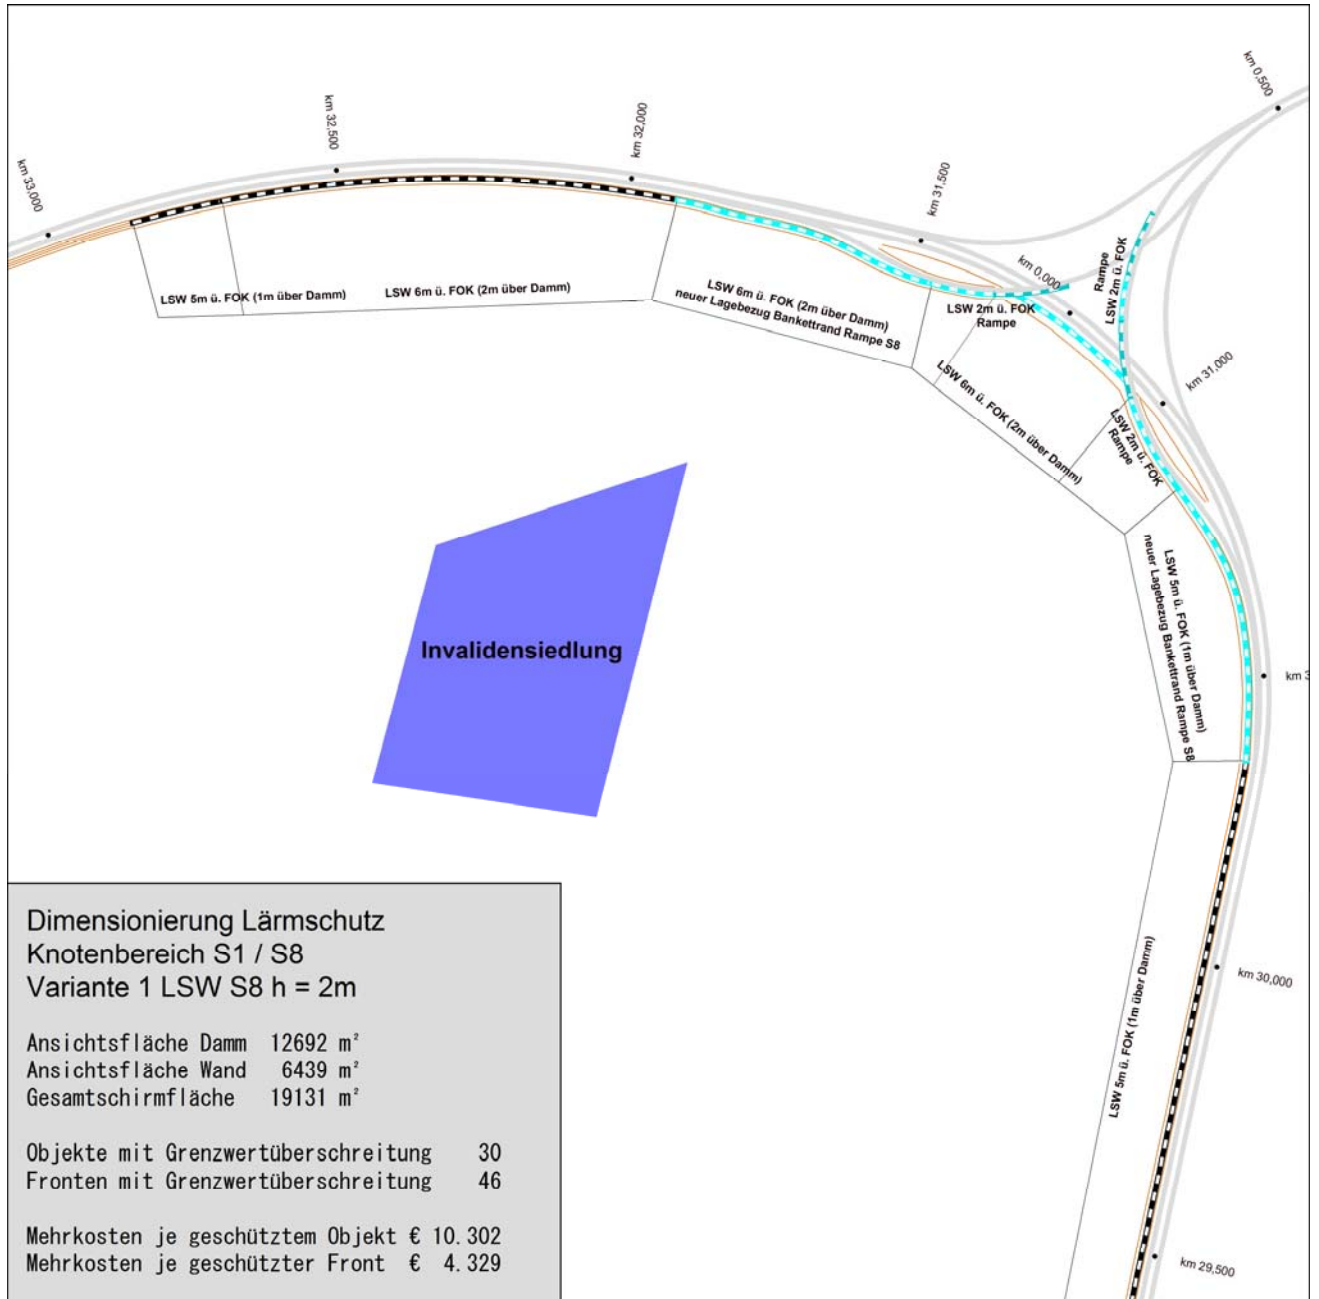 km 0,500
km 32,500
km 32,000
km 33,000
km 31,500
km 0,000
Rampe
LSW 2m ü. FOK
LSW 5m ü. FOK (1m über Damm)
LSW 6m ü. FOK (2m über Damm)
LSW 6m ü. FOK (2m über Damm)
neuer Lagebezug Bankettrand Rampe S8
LSW 2m ü. FOK
Rampe
km 31,000
LSW 6m ü. FOK (2m über Damm)
LSW 2m ü. FOK
Rampe
LSW 5m ü. FOK (1m über Damm)
neuer Lagebezug Bankettrand Rampe S8
Invalidensiedlung
km 3
LSW 5m ü. FOK (1m über Damm)
km 30,000
km 29,500
Dimensionierung Lärmschutz
Knotenbereich S1 / S8
Variante 1 LSW S8 h = 2m
Ansichtsfläche Damm 12692 m²
Ansichtsfläche Wand 6439 m²
Gesamtschirmfläche 19131 m²
Objekte mit Grenzwertüberschreitung 30
Fronten mit Grenzwertüberschreitung 46
Mehrkosten je geschütztem Objekt € 10.302
Mehrkosten je geschützter Front € 4.329